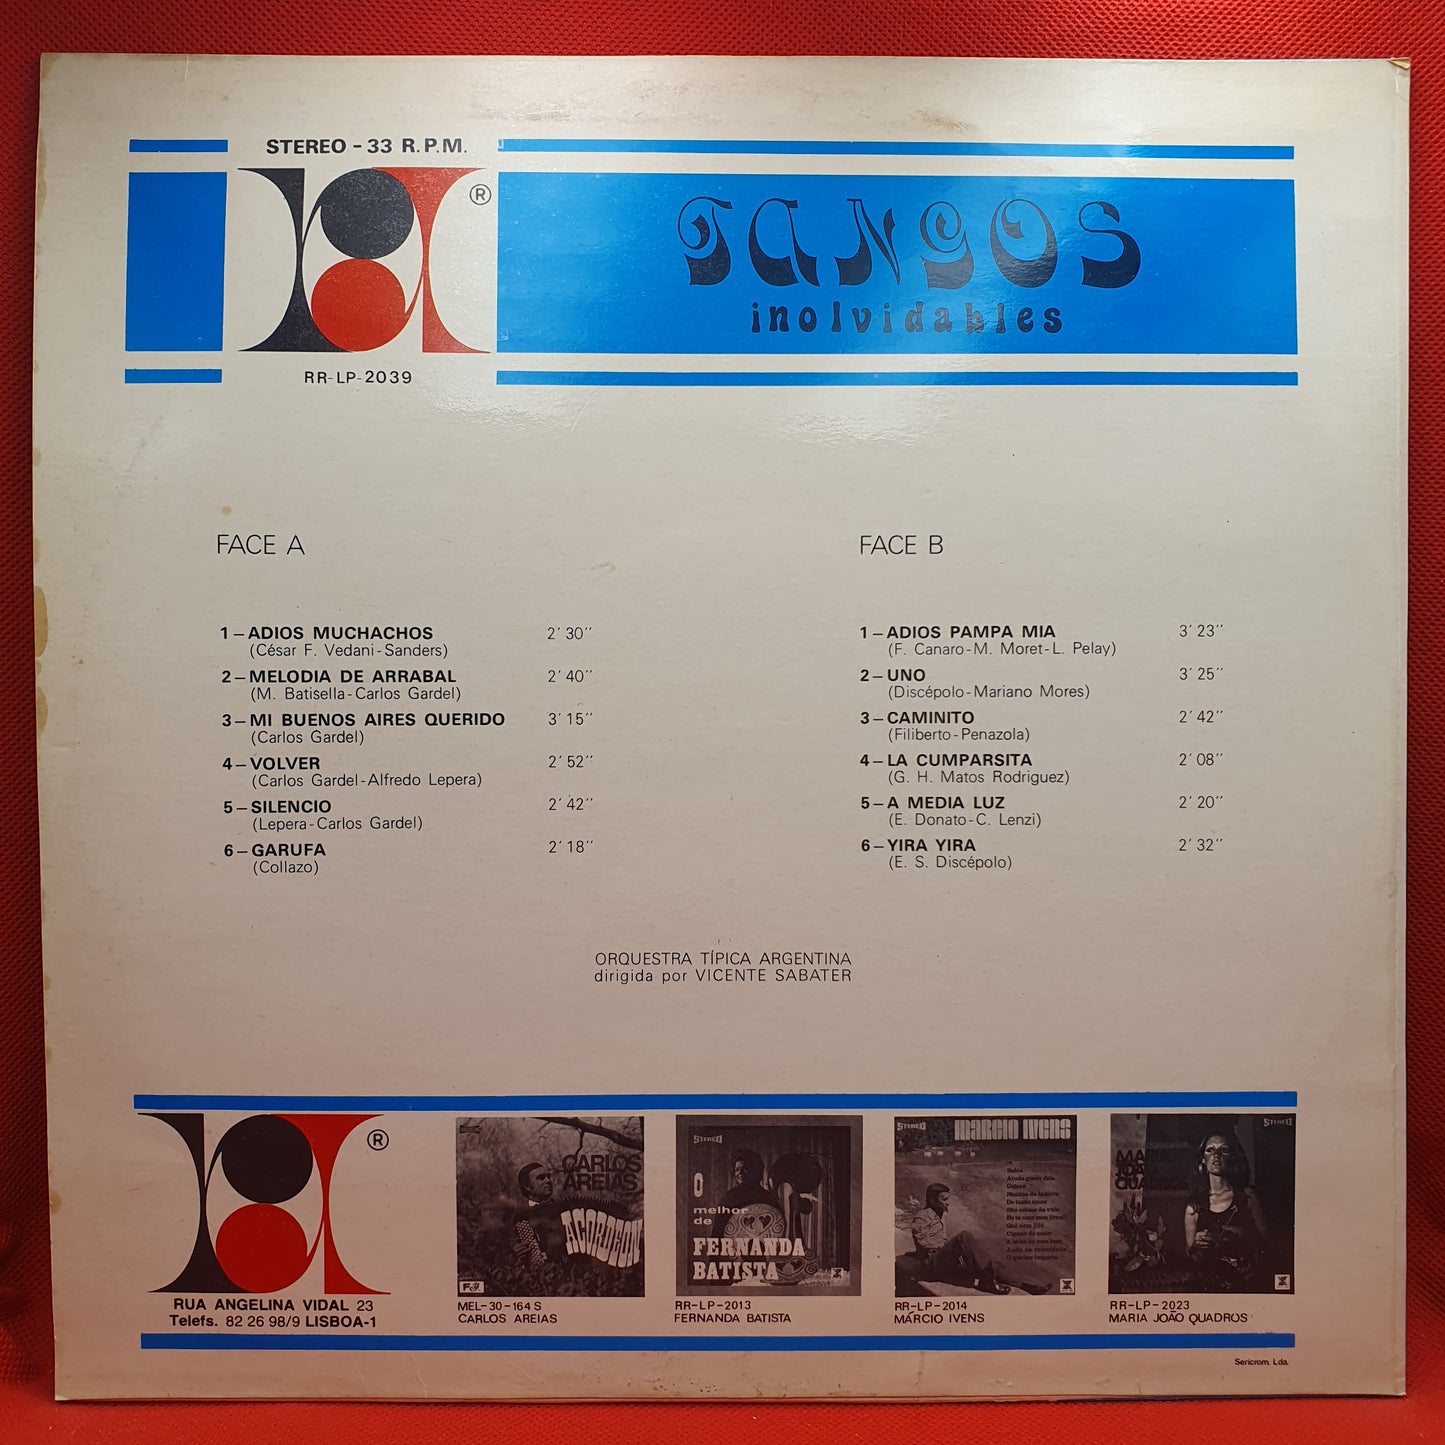 STEREO - 33 R.P.M.
®
RR-LP-2039
TANGOS
inolvidables
FACE A
1 – ADIOS MUCHACHOS 2' 30''
(César F. Vedani - Sanders)
2 – MELODIA DE ARRABAL 2' 40''
(M. Batisella - Carlos Gardel)
3 – MI BUENOS AIRES QUERIDO 3' 15''
(Carlos Gardel)
4 – VOLVER 2' 52''
(Carlos Gardel - Alfredo Lepera)
5 – SILENCIO 2' 42''
(Lepera - Carlos Gardel)
6 – GARUFA 2' 18''
(Collazo)
FACE B
1 – ADIOS PAMPA MIA 3' 23''
(F. Canaro - M. Moret - L. Pelay)
2 – UNO 3' 25''
(Discépolo - Mariano Mores)
3 – CAMINITO 2' 42''
(Filiberto - Penazola)
4 – LA CUMPARSITA 2' 08''
(G. H. Matos Rodriguez)
5 – A MEDIA LUZ 2' 20''
(E. Donato - C. Lenzi)
6 – YIRA YIRA 2' 32''
(E. S. Discépolo)
ORQUESTRA TÍPICA ARGENTINA
dirigida por VICENTE SABATER
®
RUA ANGELINA VIDAL 23
Telefs. 82 26 98/9 LISBOA-1
CARLOS
AREIAS
ACORDEON
MEL-30-164 S
CARLOS AREIAS
STEREO
O
melhor
de
FERNANDA
BATISTA
RR-LP-2013
FERNANDA BATISTA
STEREO
MARCIO IVENS
RR-LP-2014
MÁRCIO IVENS
STEREO
MARIA
JOÃO
QUADROS
RR-LP-2023
MARIA JOÃO QUADROS
Sericrom, Lda.